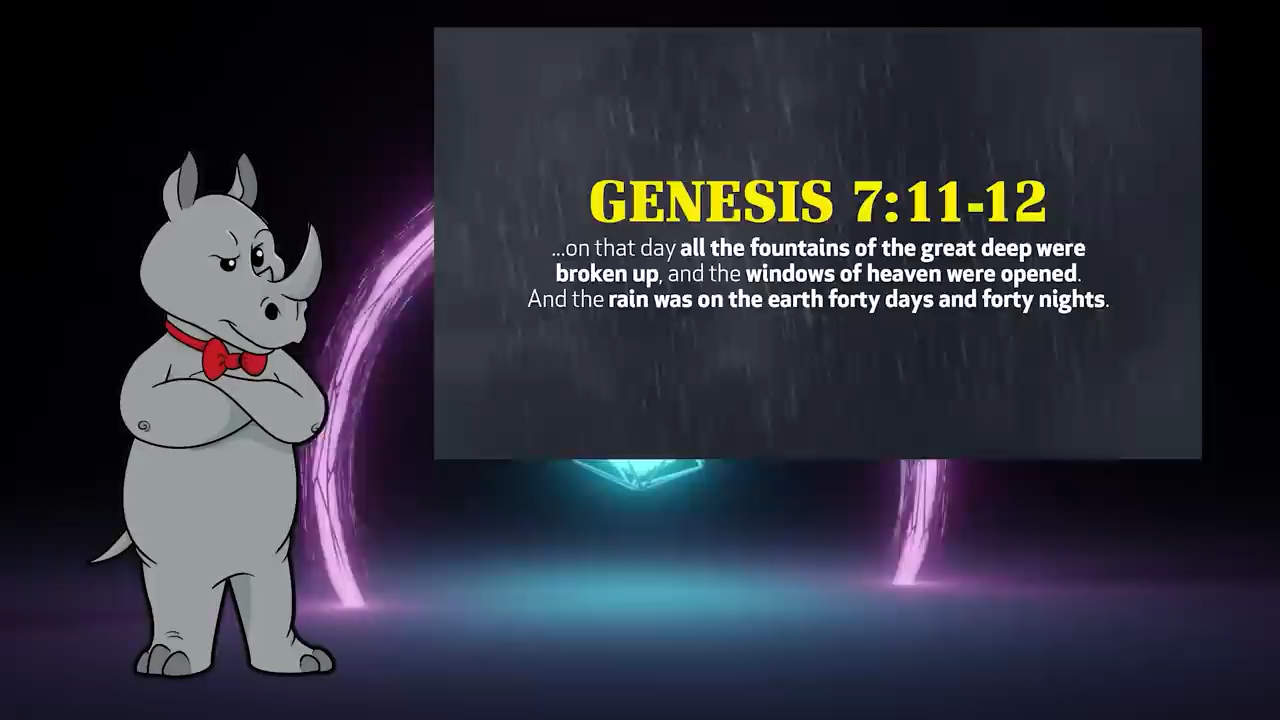 GENESIS 7:11-12
...on that day all the fountains of the great deep were
broken up, and the windows of heaven were opened.
And the rain was on the earth forty days and forty nights.